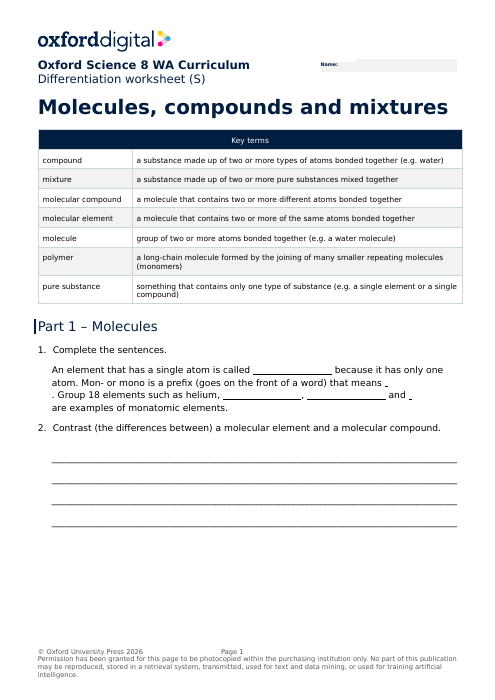 oxforddigital
Oxford Science 8 WA Curriculum
Name:
Differentiation worksheet (S)
Molecules, compounds and mixtures
Key terms
compound a substance made up of two or more types of atoms bonded together (e.g. water)
mixture a substance made up of two or more pure substances mixed together
molecular compound a molecule that contains two or more different atoms bonded together
molecular element a molecule that contains two or more of the same atoms bonded together
molecule group of two or more atoms bonded together (e.g. a water molecule)
polymer a long-chain molecule formed by the joining of many smaller repeating molecules
(monomers)
pure substance something that contains only one type of substance (e.g. a single element or a single
compound)
Part 1 – Molecules
1. Complete the sentences.
An element that has a single atom is called ______________ because it has only one
atom. Mon- or mono is a prefix (goes on the front of a word) that means _
. Group 18 elements such as helium, ______________, ______________ and _
are examples of monatomic elements.
2. Contrast (the differences between) a molecular element and a molecular compound.
© Oxford University Press 2026 Page 1
Permission has been granted for this page to be photocopied within the purchasing institution only. No part of this publication
may be reproduced, stored in a retrieval system, transmitted, used for text and data mining, or used for training artificial
intelligence.